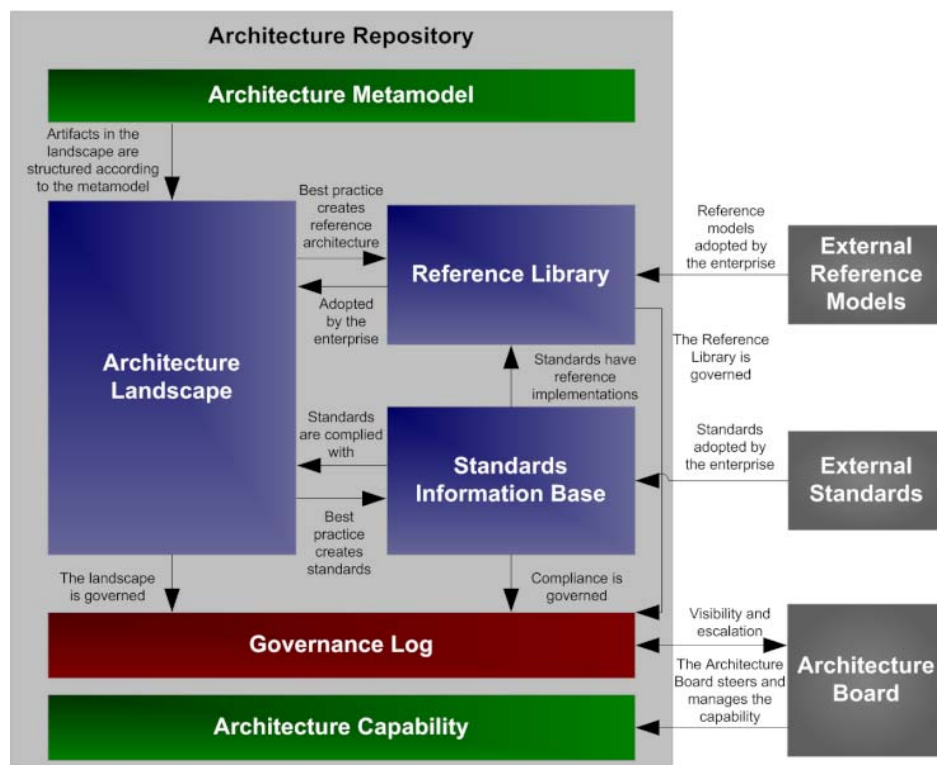 Architecture Repository
Architecture Metamodel
Artifacts in the
landscape are
structured according
to the metamodel
Best practice
creates
reference
architecture
Reference
models
adopted by
the enterprise
External
Reference
Models
Reference Library
Adopted
by the
enterprise
The Reference
Library is
governed
Architecture
Landscape
Standards have
reference
implementations
Standards
are complied
with
Standards
adopted by
the enterprise
Standards
Information Base
External
Standards
Best
practice
creates
standards
The landscape
is governed
Compliance is
governed
Visibility and
escalation
Governance Log
The Architecture
Board steers and
manages the
capability
Architecture
Board
Architecture Capability